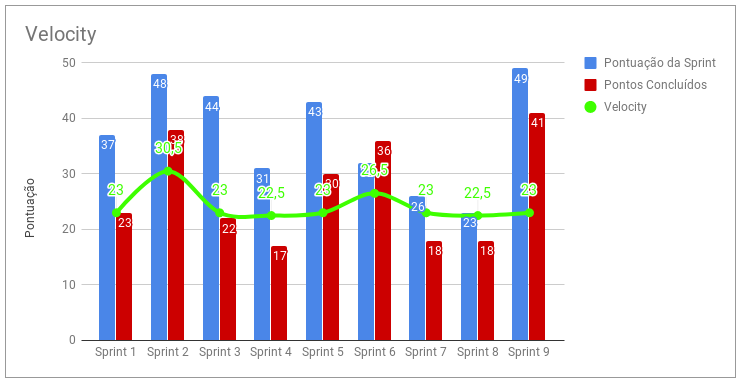 Velocity
Pontuação da Sprint
Pontos Concluídos
Velocity
Pontuação
50
40
30
20
10
0
37
48
44
31
43
26
23
49
23
38
22
17
30
36
18
18
41
23
30,5
23
22,5
23
26,5
23
22,5
23
Sprint 1
Sprint 2
Sprint 3
Sprint 4
Sprint 5
Sprint 6
Sprint 7
Sprint 8
Sprint 9